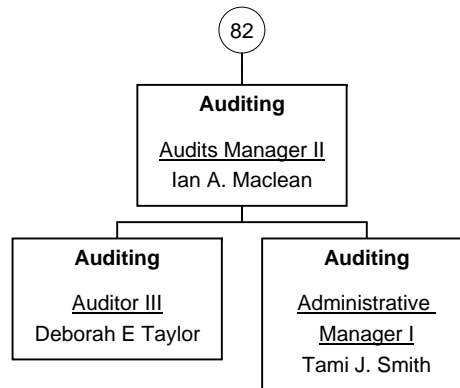 82
Auditing
Audits Manager II
Ian A. Maclean
Auditing
Auditor III
Deborah E Taylor
Auditing
Administrative
Manager I
Tami J. Smith